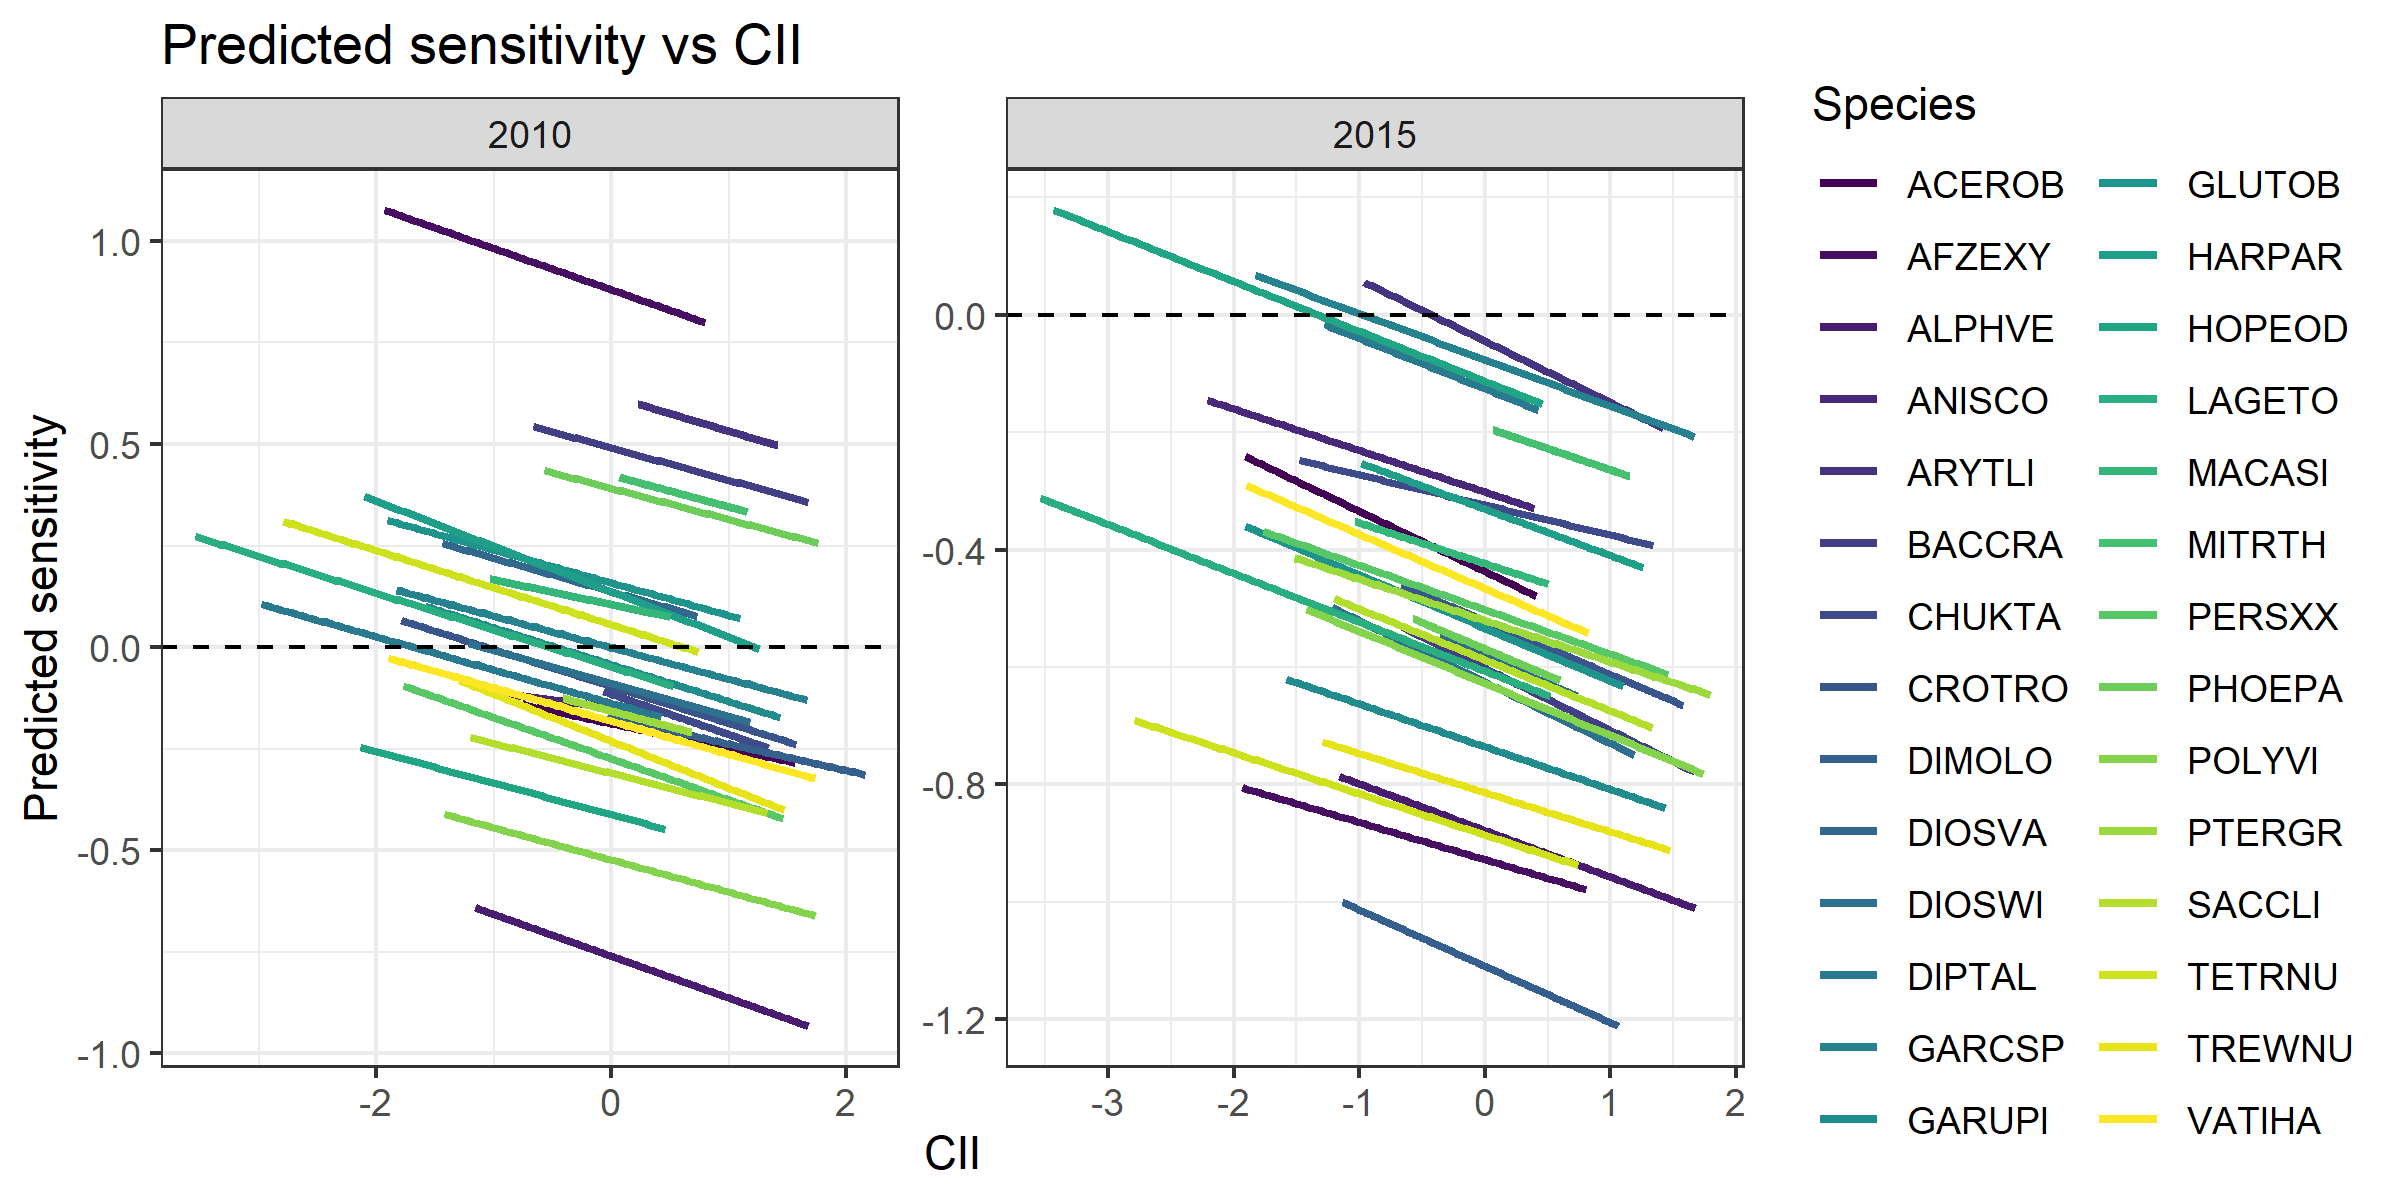 Predicted sensitivity vs CII
2010
2015
Predicted sensitivity
1.0
0.5
0.0
-0.5
-1.0
-2
0
2
0.0
-0.4
-0.8
-1.2
-3
-2
-1
0
1
2
CII
Species
ACEROB
AFZEXY
ALPHVE
ANISCO
ARYTLI
BACCRA
CHUKTA
CROTRO
DIMOLO
DIOSVA
DIOSWI
DIPTAL
GARCSP
GARUPI
GLUTOB
HARPAR
HOPEOD
LAGETO
MACASI
MITRTH
PERSXX
PHOEPA
POLYVI
PTERGR
SACCLI
TETRNU
TREWNU
VATIHA